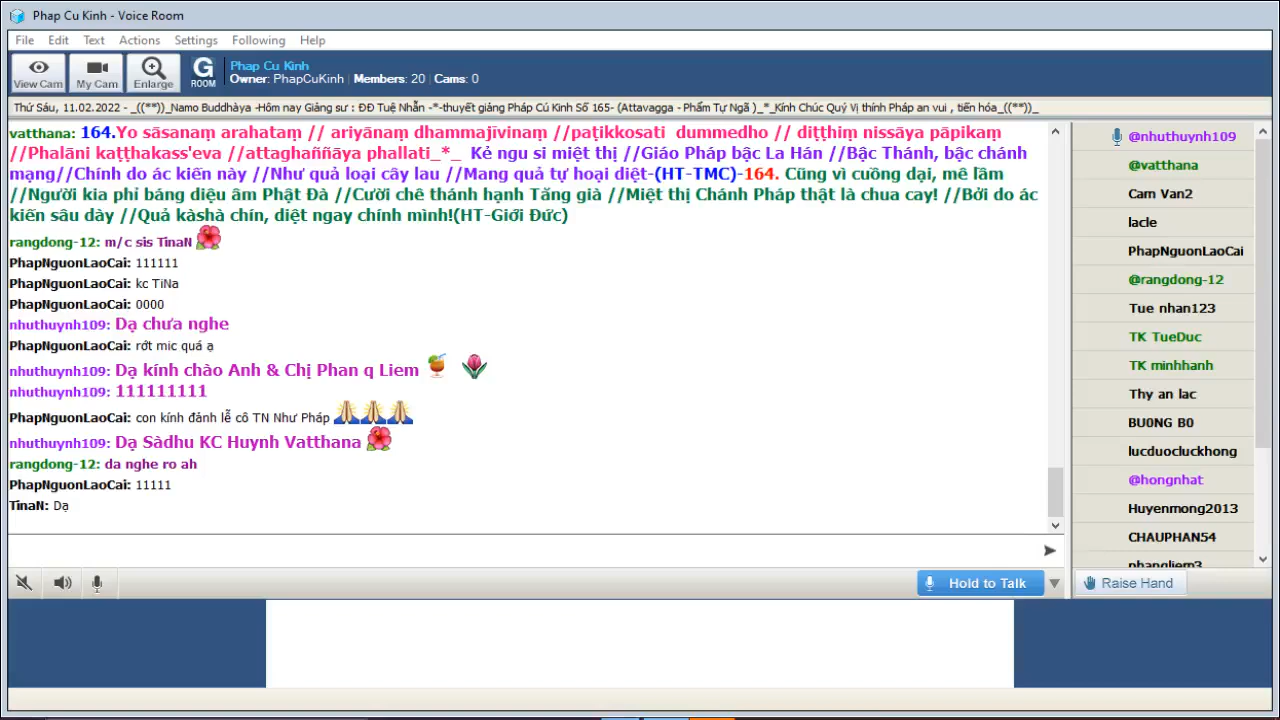 Phap Cu Kinh - Voice Room
File Edit Text Actions Settings Following Help
View Cam My Cam Enlarge G ROOM
Phap Cu Kinh
Owner: PhapCuKinh Members: 20 Cams: 0
Thứ Sáu, 11.02.2022 - _((**))_Namo Buddhàya -Hôm nay Giảng sư : ĐĐ Tuệ Nhẫn -*-thuyết giảng Pháp Cú Kinh Số 165- (Attavagga - Phẩm Tự Ngã )_*_Kính Chúc Quý Vị thính Pháp an vui , tiến hóa_((**))_
vatthana: 164.Yo sāsanaṃ arahataṃ // ariyānaṃ dhammajīvinaṃ //paṭikkosati dummedho // diṭṭhiṃ nissāya pāpikaṃ
//Phalāni kaṭṭhakass'eva //attaghaññāya phallati_*_ Kẻ ngu si miệt thị //Giáo Pháp bậc La Hán //Bậc Thánh, bậc chánh
mạng//Chính do ác kiến này //Như quả loại cây lau //Mang quả tự hoại diệt-(HT-TMC)-164. Cũng vì cuồng dại, mê lầm
//Người kia phỉ báng diệu âm Phật Đà //Cười chê thánh hạnh Tăng già //Miệt thị Chánh Pháp thật là chua cay! //Bởi do ác
kiến sâu dày //Quả kàshà chín, diệt ngay chính mình!(HT-Giới Đức)
rangdong-12: m/c sis TinaN
PhapNguonLaoCai: 111111
PhapNguonLaoCai: kc TiNa
PhapNguonLaoCai: 0000
nhuthuynh109: Dạ chưa nghe
PhapNguonLaoCai: rớt mic quá ạ
nhuthuynh109: Dạ kính chào Anh & Chị Phan q Liem
nhuthuynh109: 111111111
PhapNguonLaoCai: con kính đảnh lễ cô TN Như Pháp
nhuthuynh109: Dạ Sàdhu KC Huynh Vatthana
rangdong-12: da nghe ro ah
PhapNguonLaoCai: 11111
TinaN: Dạ
Hold to Talk
@nhuthuynh109
@vatthana
Cam Van2
lacle
PhapNguonLaoCai
@rangdong-12
Tue nhan123
TK TueDuc
TK minhhanh
Thy an lac
BU0NG B0
lucduocluckhong
@hongnhat
Huyenmong2013
CHAUPHAN54
phangliem3
Raise Hand